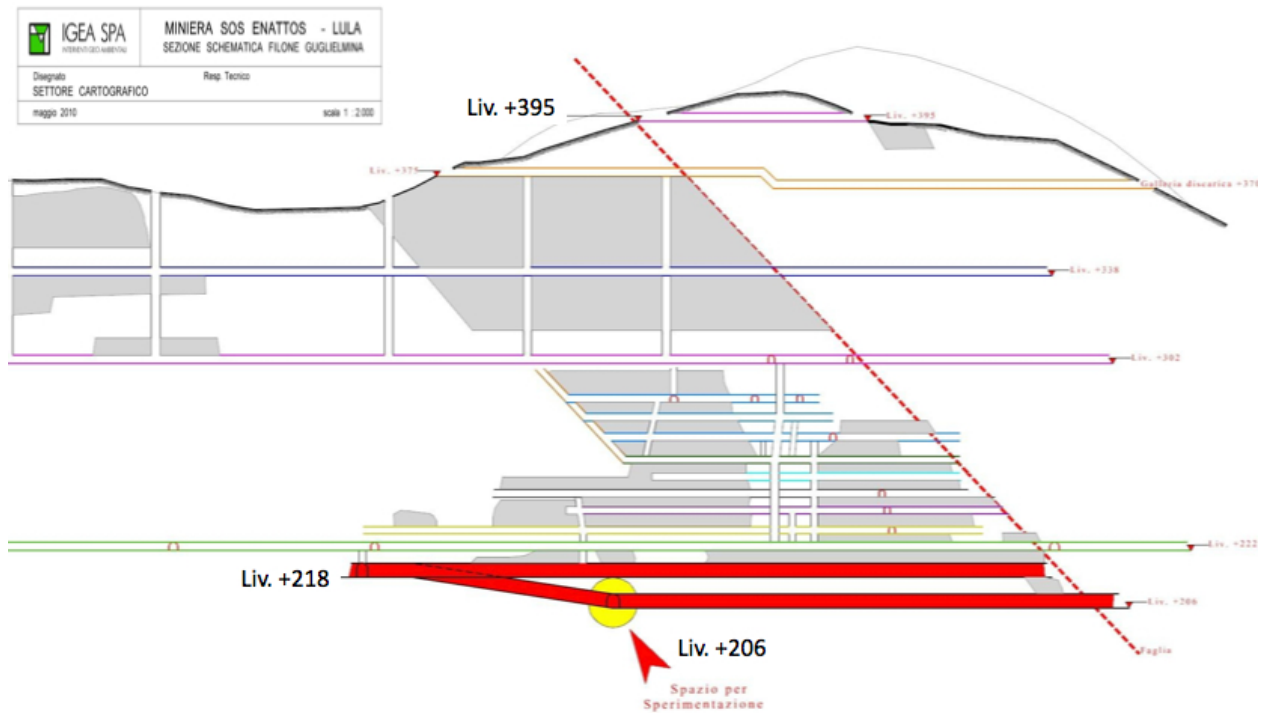 IGEA SPA
INTERVENTI GEO AMBIENTALI
MINIERA SOS ENATTOS - LULA
SEZIONE SCHEMATICA FILONE GUGLIELMINA
Disegnato
Resp. Tecnico
SETTORE CARTOGRAFICO
maggio 2010
scala 1 : 2.000
Liv. +395
Liv. +395
Liv. +375
Galleria discarica +370
Liv. +338
Liv. +302
Liv. +222
Liv. +218
Liv. +206
Liv. +206
Faglia
Spazio per
Sperimentazione